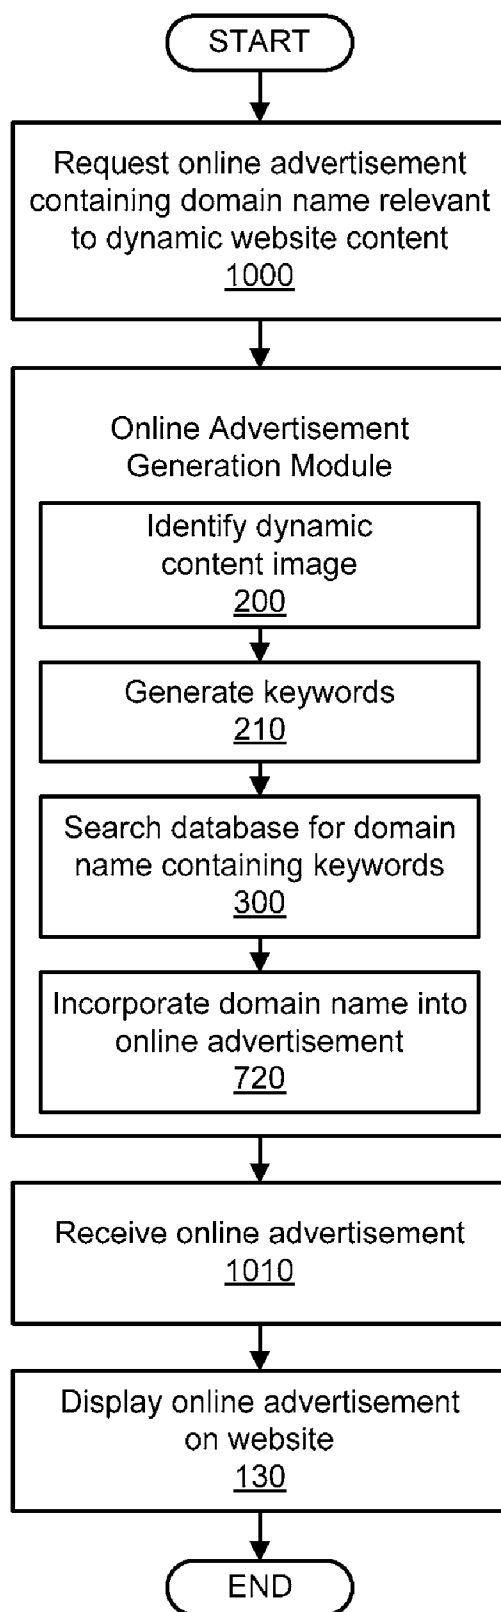 START
Request online advertisement
containing domain name relevant
to dynamic website content
1000
Online Advertisement
Generation Module
Identify dynamic
content image
200
Generate keywords
210
Search database for domain
name containing keywords
300
Incorporate domain name into
online advertisement
720
Receive online advertisement
1010
Display online advertisement
on website
130
END